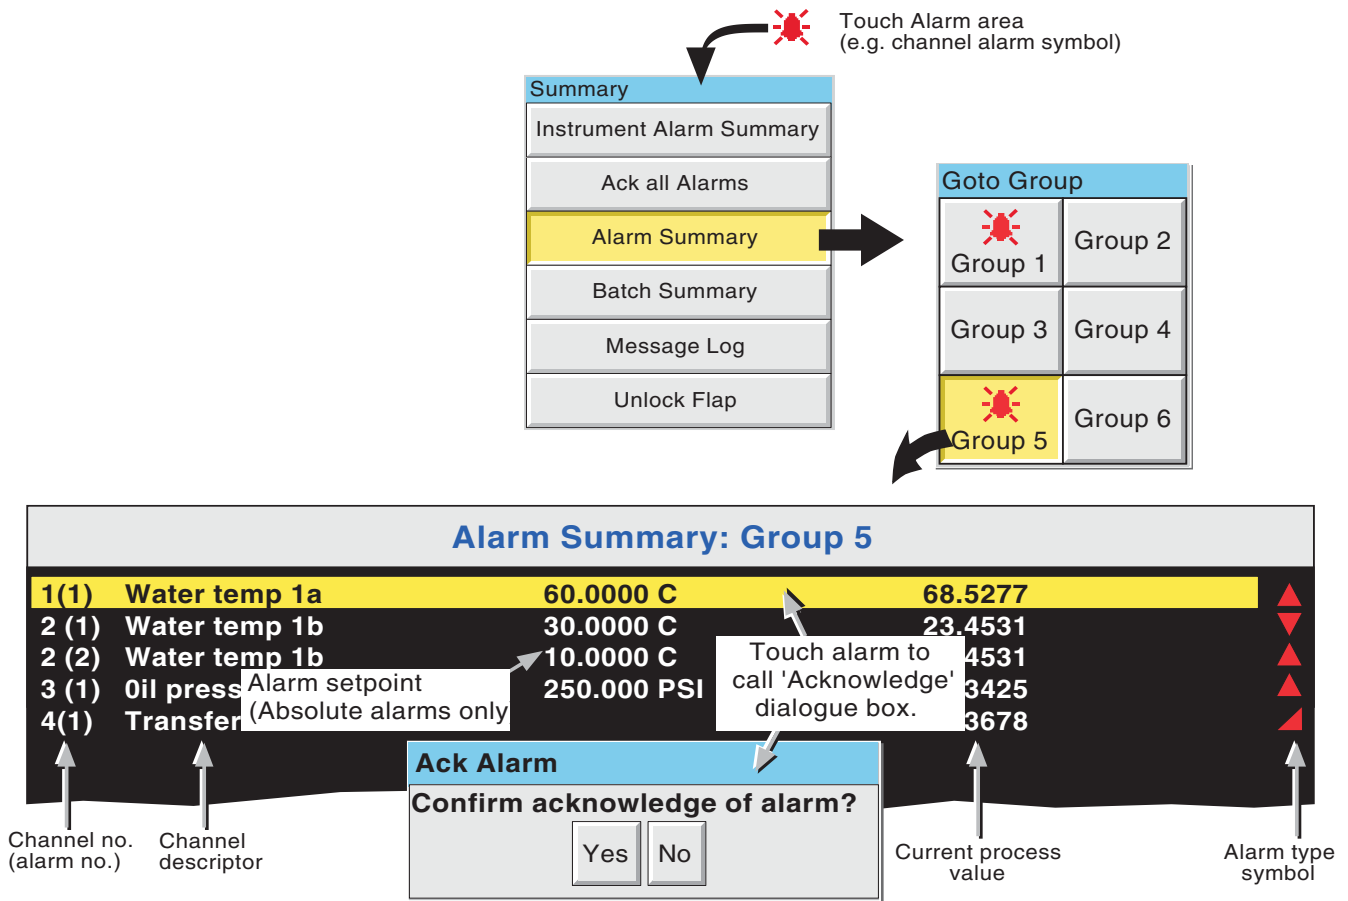 Touch Alarm area
(e.g. channel alarm symbol)
Summary
Instrument Alarm Summary
Ack all Alarms
Alarm Summary
Batch Summary
Message Log
Unlock Flap
Goto Group
Group 1
Group 2
Group 3
Group 4
Group 5
Group 6
Alarm Summary: Group 5
1(1) Water temp 1a 60.0000 C 68.5277
2 (1) Water temp 1b 30.0000 C 23.4531
2 (2) Water temp 1b 10.0000 C 4531
3 (1) 0il press 250.000 PSI 3425
4(1) Transfer 3678
Alarm setpoint
(Absolute alarms only
Touch alarm to
call 'Acknowledge'
dialogue box.
Ack Alarm
Confirm acknowledge of alarm?
Yes No
Channel no.
(alarm no.)
Channel
descriptor
Current process
value
Alarm type
symbol